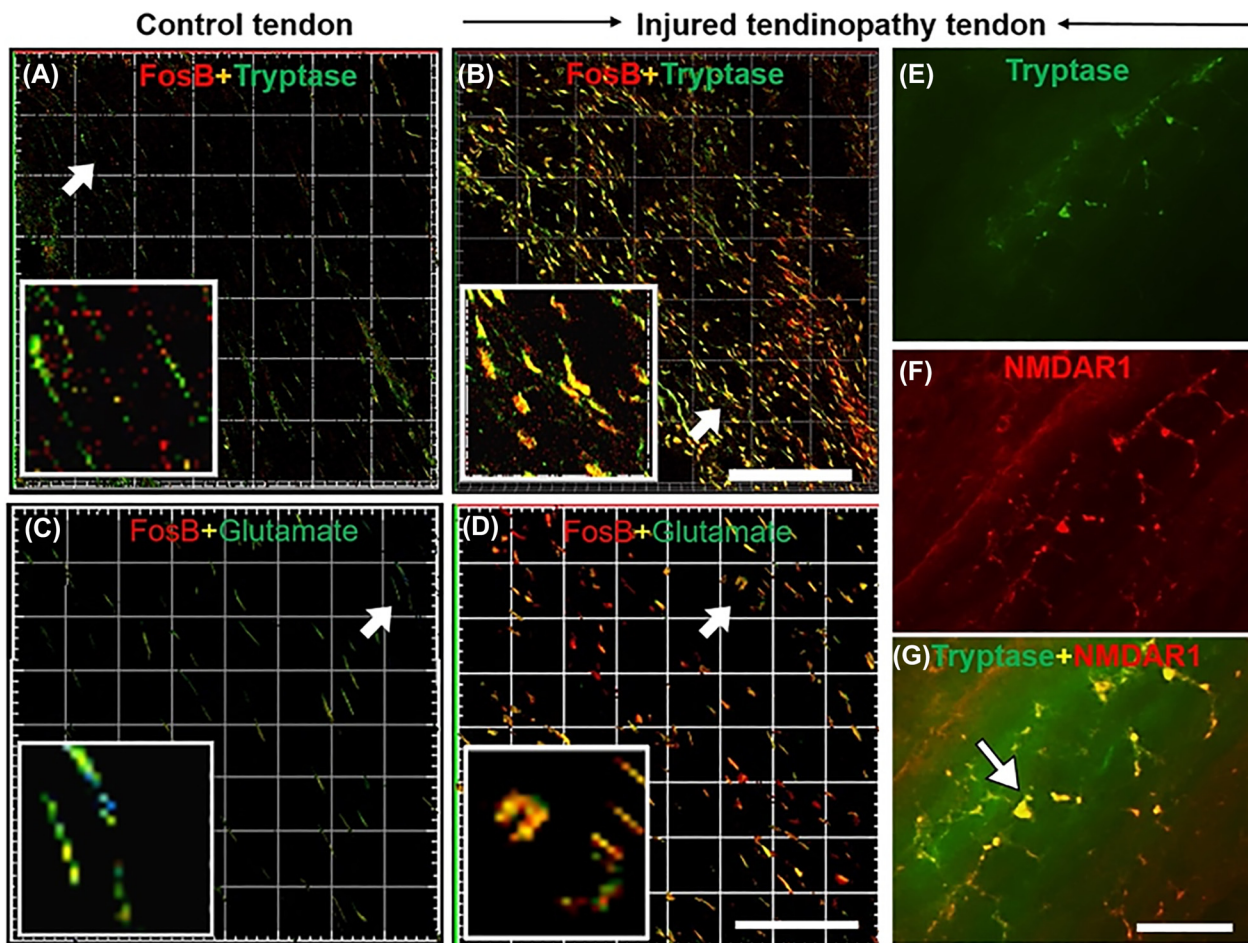 Control tendon
Injured tendinopathy tendon
(A)
FosB+Tryptase
(B)
FosB+Tryptase
(E)
Tryptase
(F)
NMDAR1
(C)
FosB+Glutamate
(D)
FosB+Glutamate
(G)
Tryptase+NMDAR1